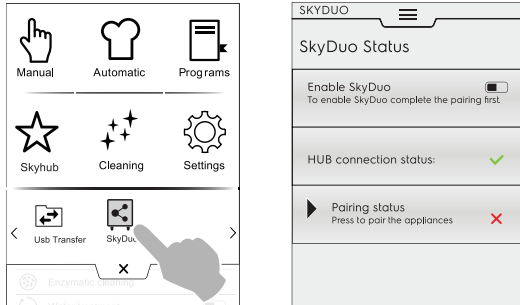 Manual Automatic Programs
Skyhub Cleaning Settings
Usb Transfer SkyDuo
Enzymatic cleaning
SKYDUO
SkyDuo Status
Enable SkyDuo
To enable SkyDuo complete the pairing first.
HUB connection status:
Pairing status
Press to pair the appliances